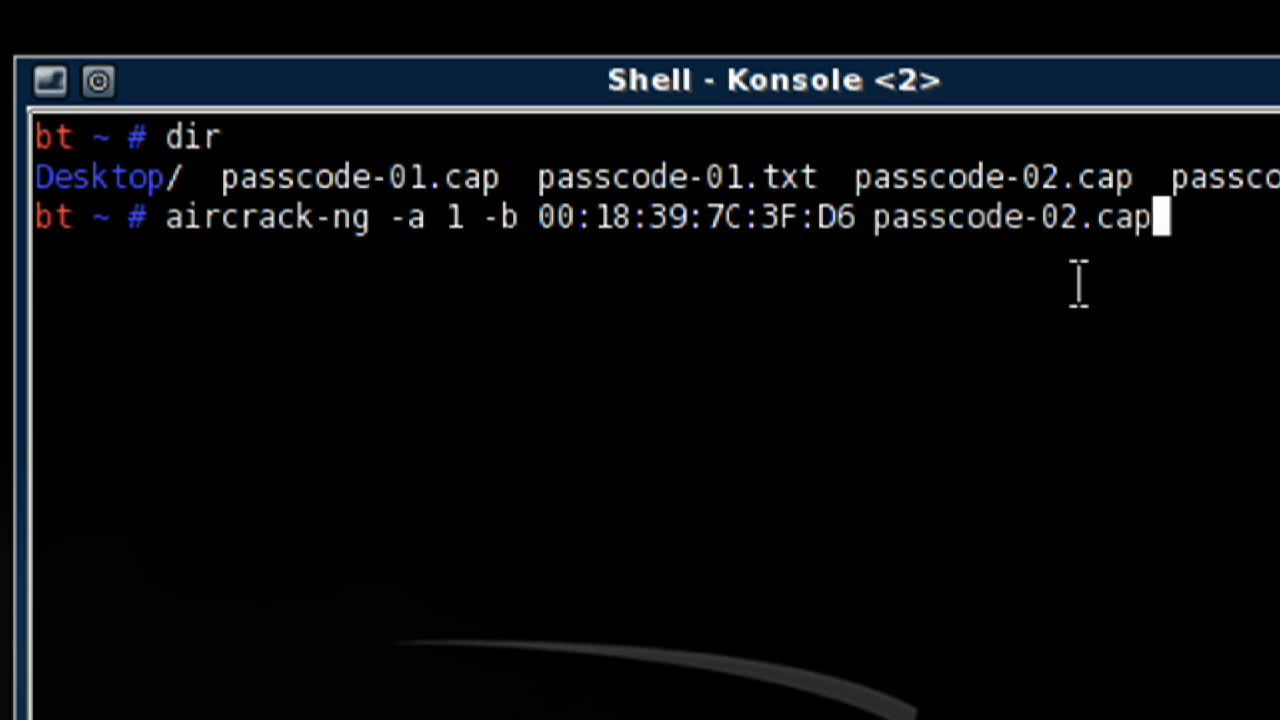 Shell - Konsole <2>
bt ~ # dir
Desktop/ passcode-01.cap passcode-01.txt passcode-02.cap passco
bt ~ # aircrack-ng -a 1 -b 00:18:39:7C:3F:D6 passcode-02.cap